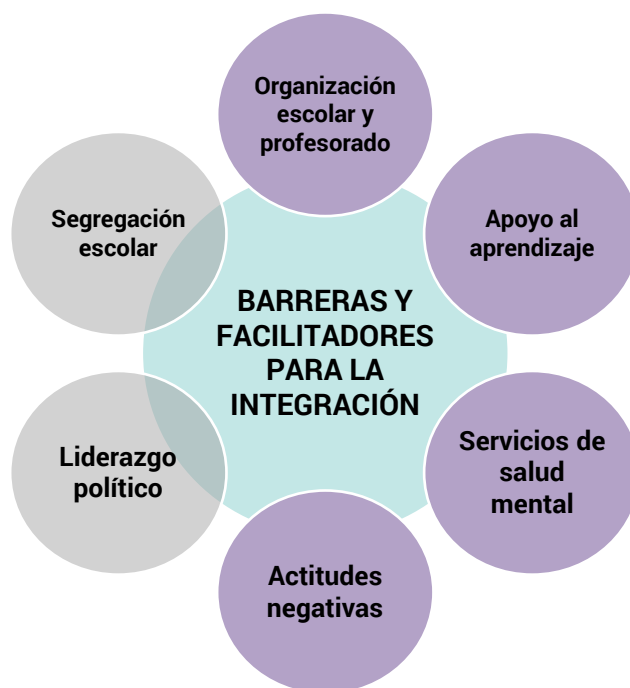 Organización
escolar y
profesorado
Apoyo al
aprendizaje
Servicios de
salud
mental
Actitudes
negativas
Liderazgo
político
Segregación
escolar
BARRERAS Y
FACILITADORES
PARA LA
INTEGRACIÓN